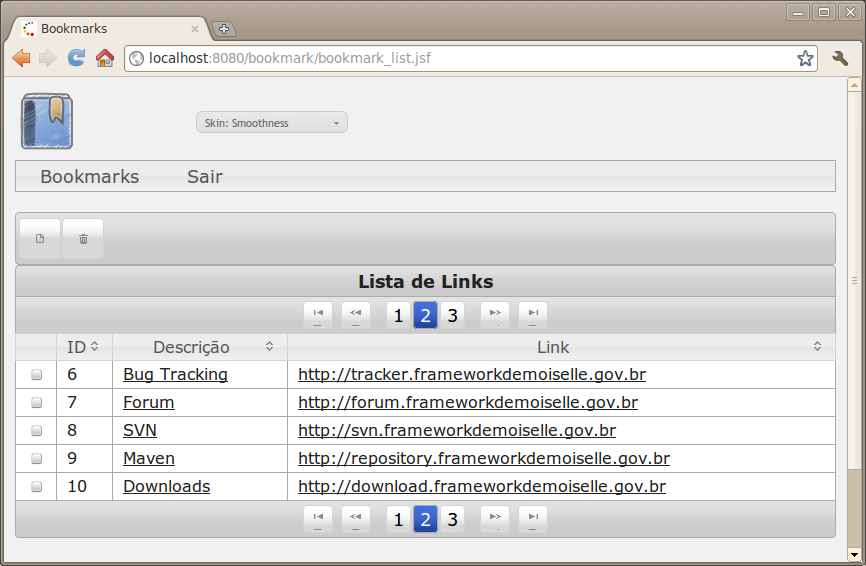 Bookmarks
localhost:8080/bookmark/bookmark_list.jsf
Skin: Smoothness
Bookmarks Sair
Lista de Links
1 2 3
ID Descrição Link
6 Bug Tracking http://tracker.frameworkdemoiselle.gov.br
7 Forum http://forum.frameworkdemoiselle.gov.br
8 SVN http://svn.frameworkdemoiselle.gov.br
9 Maven http://repository.frameworkdemoiselle.gov.br
10 Downloads http://download.frameworkdemoiselle.gov.br
1 2 3